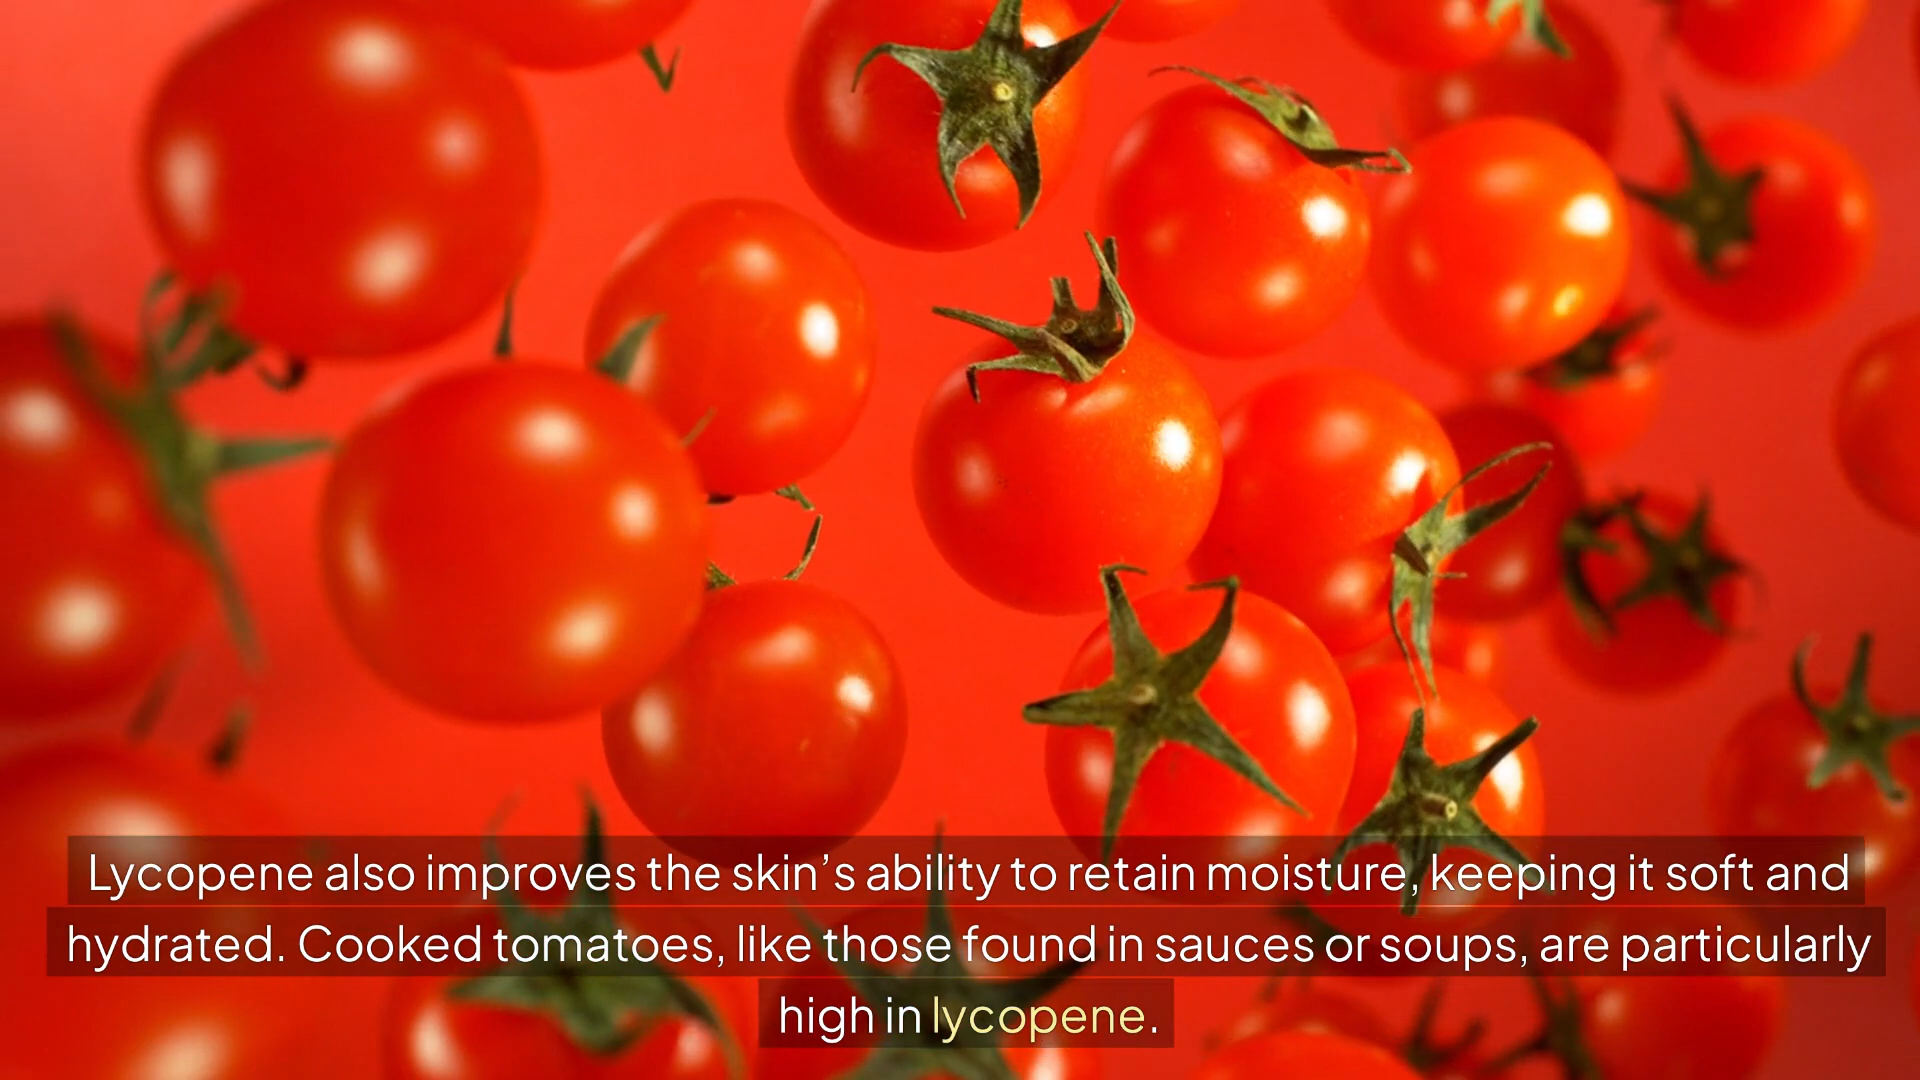 Lycopene also improves the skin’s ability to retain moisture, keeping it soft and
hydrated. Cooked tomatoes, like those found in sauces or soups, are particularly
high in lycopene.